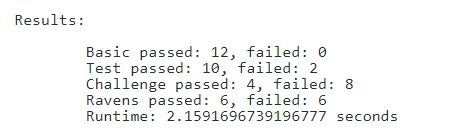 Results:
Basic passed: 12, failed: 0
Test passed: 10, failed: 2
Challenge passed: 4, failed: 8
Ravens passed: 6, failed: 6
Runtime: 2.1591696739196777 seconds